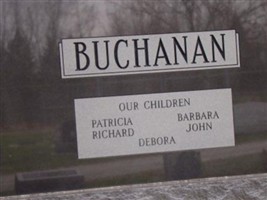 BUCHANAN
OUR CHILDREN
PATRICIA BARBARA
RICHARD JOHN
DEBORA